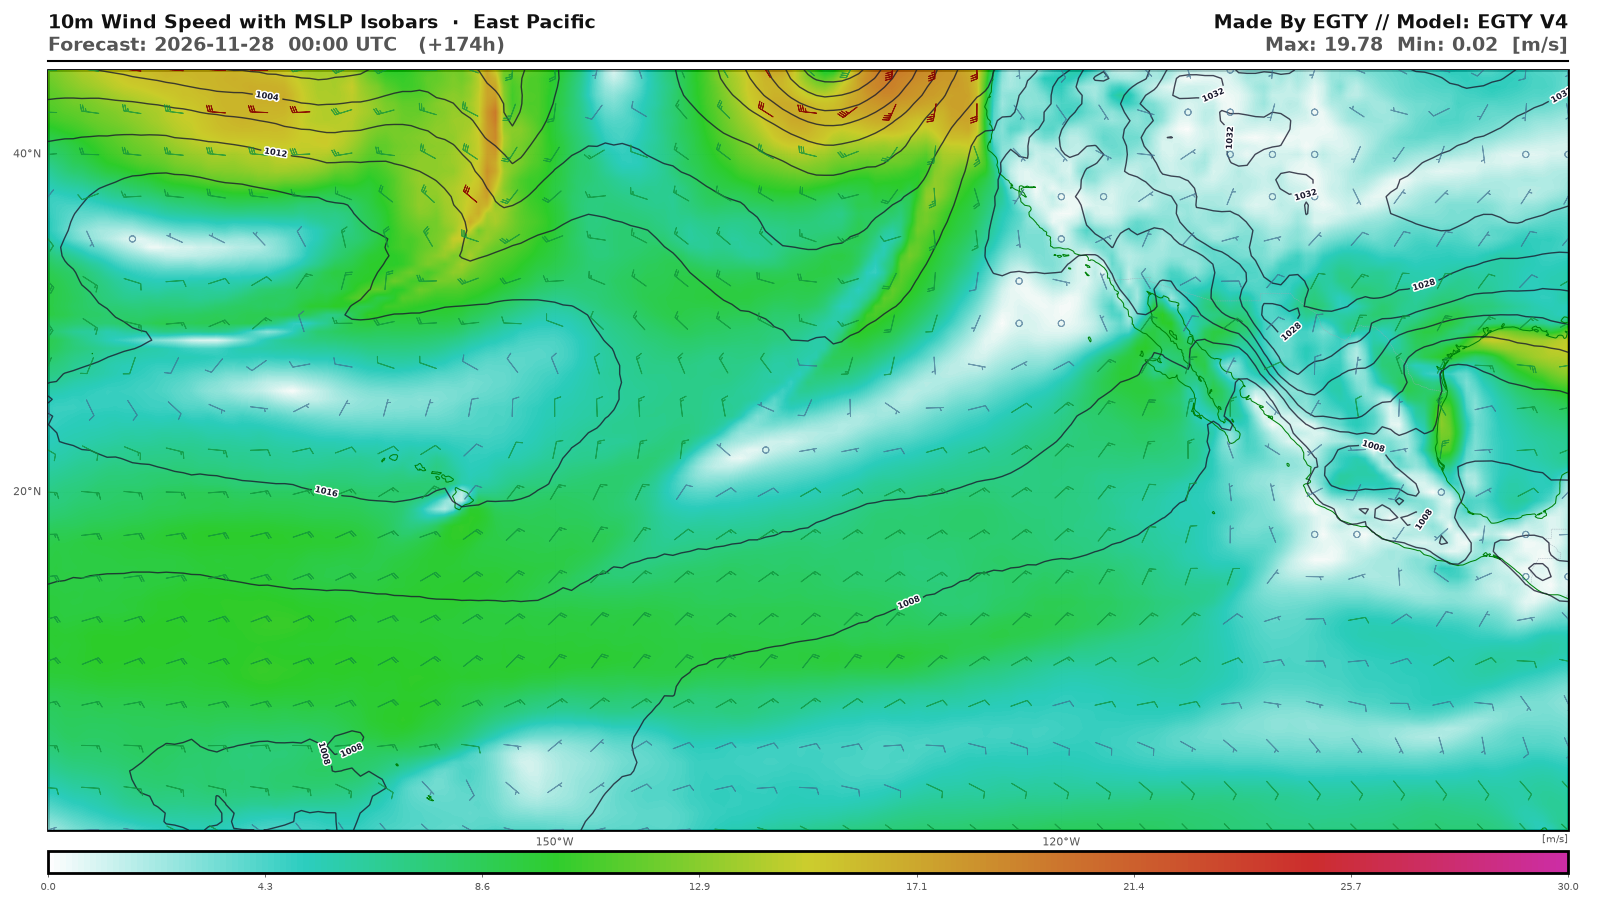 10m Wind Speed with MSLP Isobars · East Pacific
Made By EGTY // Model: EGTY V4
Forecast: 2026-11-28 00:00 UTC (+174h)
Max: 19.78 Min: 0.02 [m/s]
1004
1032
1032
1012
1032
40°N
1032
1028
1028
1008
1016
20°N
1008
1008
1008
1008
150°W
120°W
[m/s]
0.0
4.3
8.6
12.9
17.1
21.4
25.7
30.0